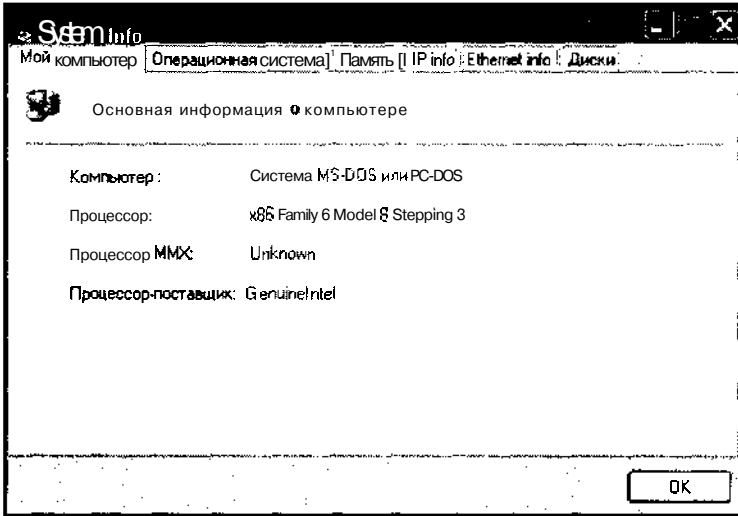 System Info
Мой компьютер Операционная система Память IP info Ethernet info Диски
Основная информация о компьютере
Компьютер: Система MS-DOS или PC-DOS
Процессор: x86 Family 6 Model 8 Stepping 3
Процессор MMX: Unknown
Процессор-поставщик: GenuineIntel
OK